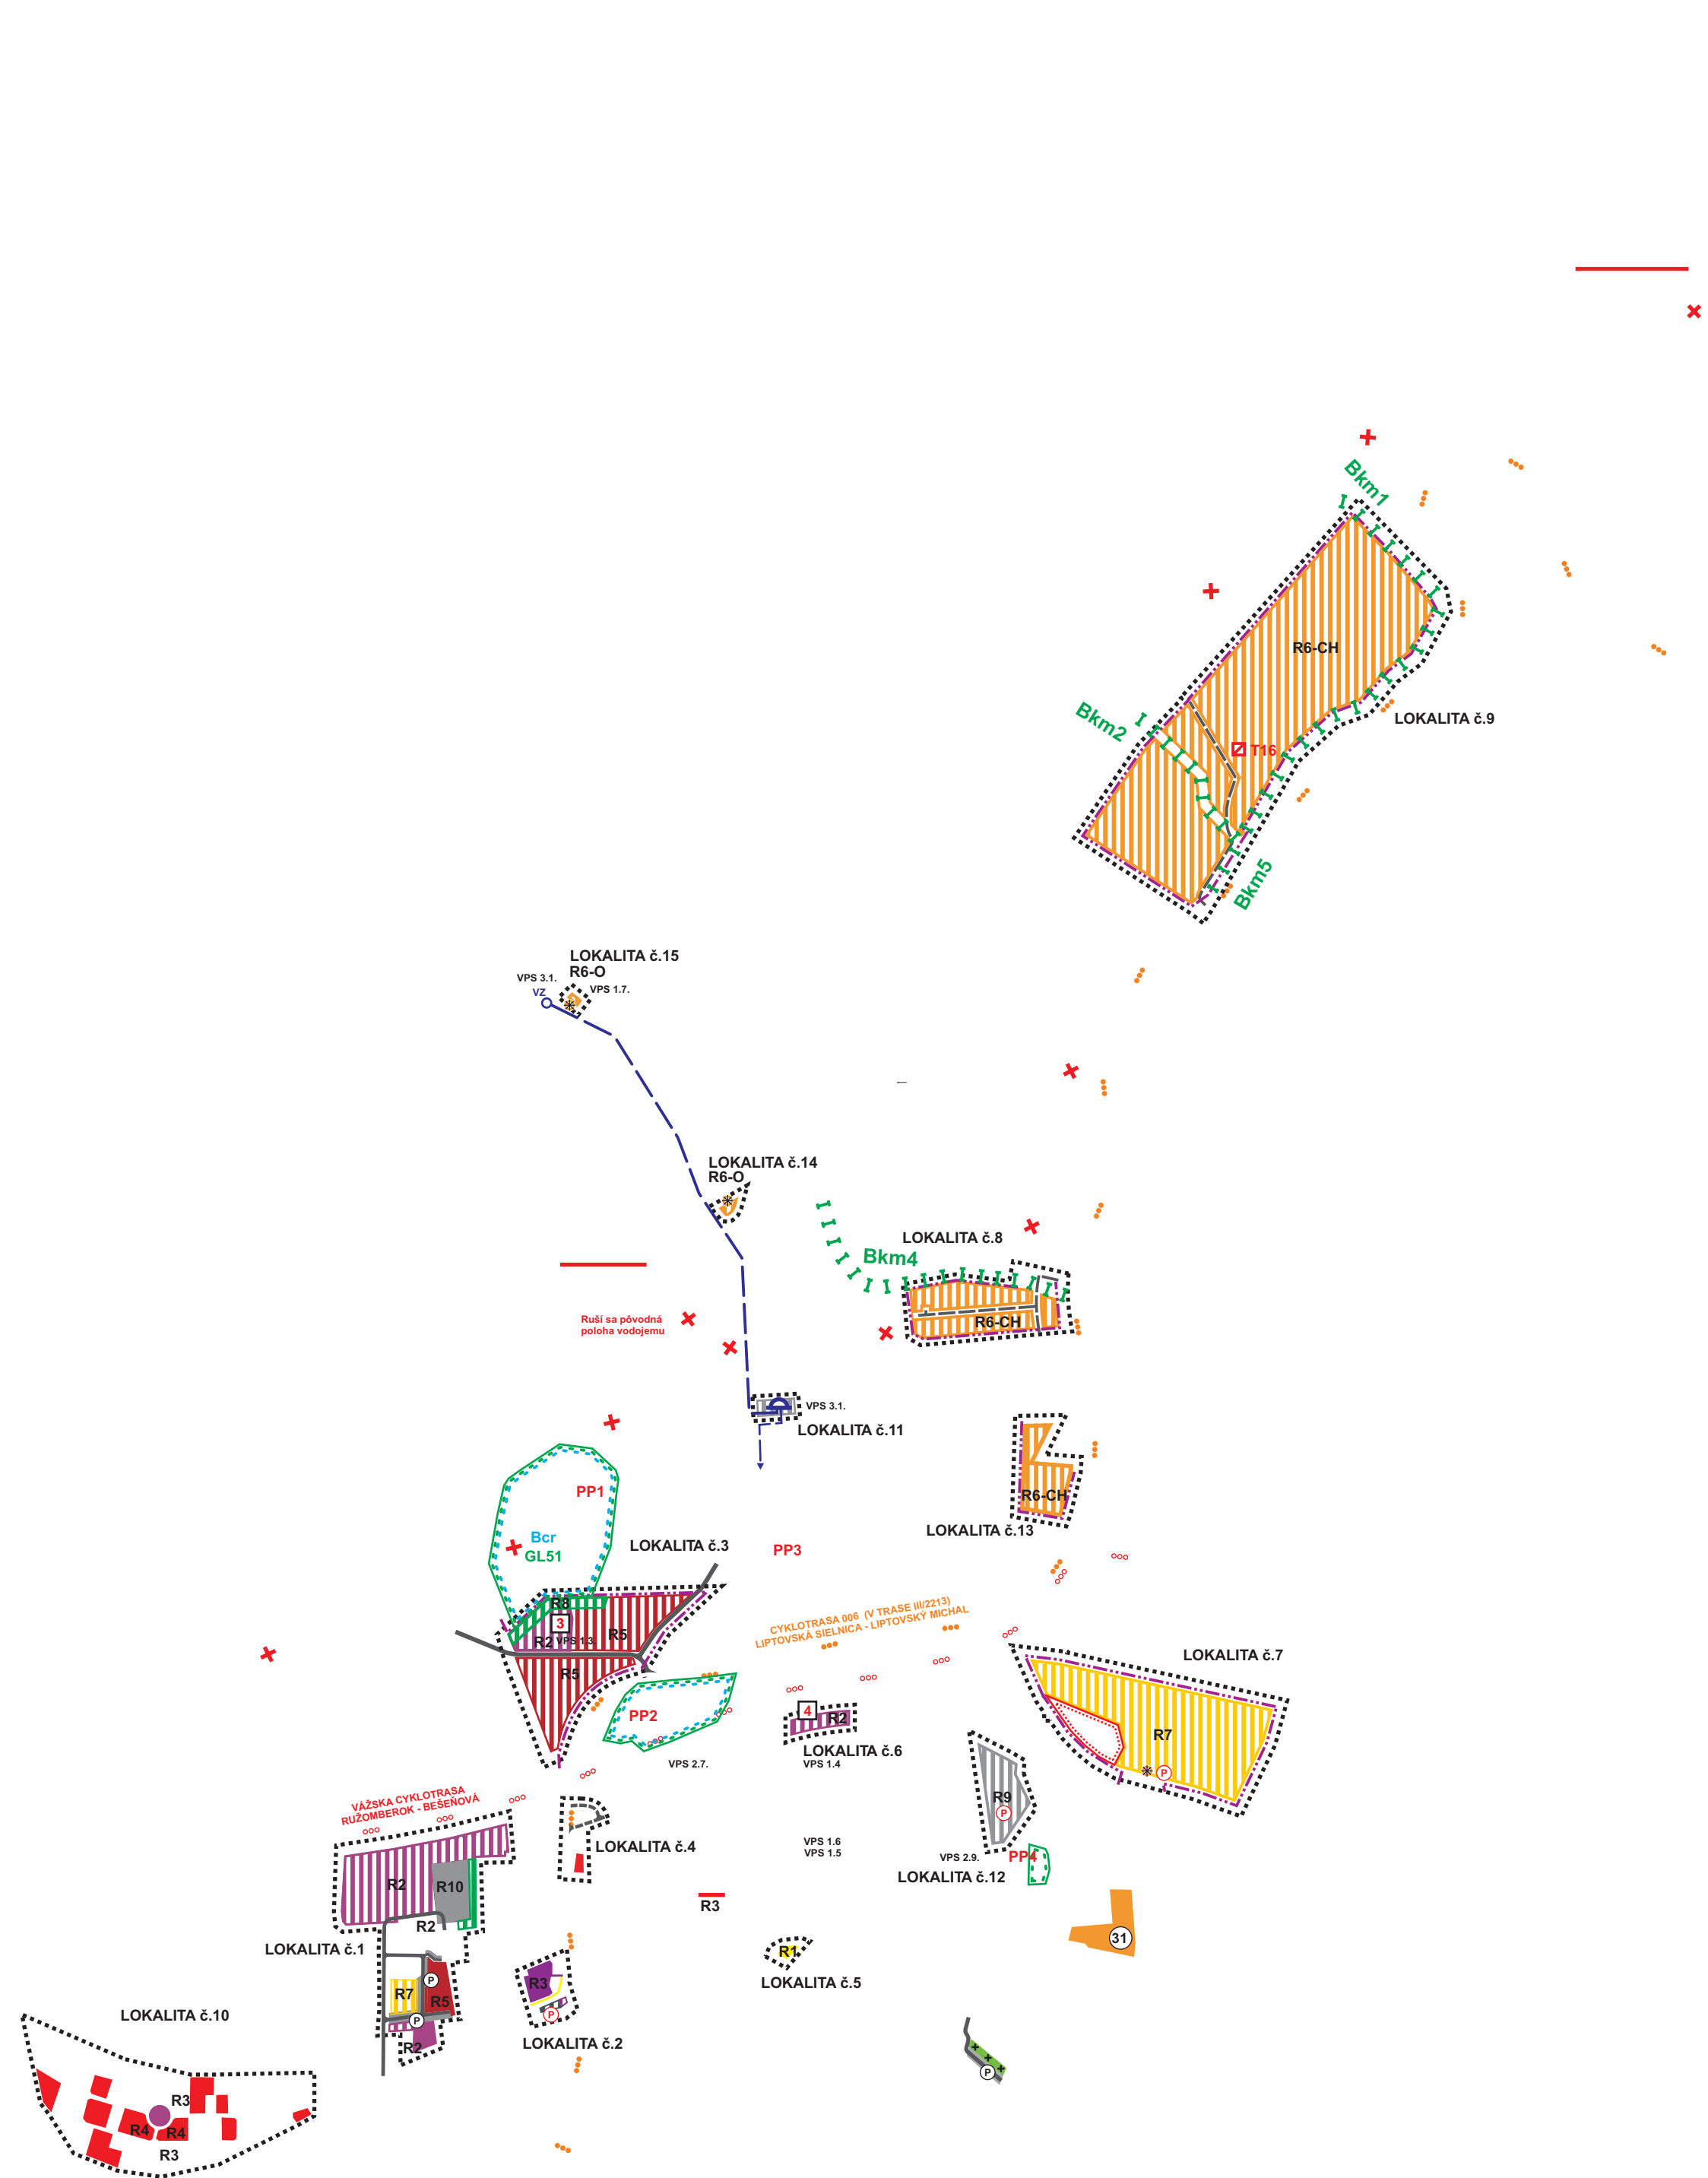 Bkm1
R6-CH
Bkm2
LOKALITA č.9
T16
Bkm5
LOKALITA č.15
R6-O
VPS 3.1.
VZ
VPS 1.7.
LOKALITA č.14
R6-O
LOKALITA č.8
Bkm4
Ruší sa pôvodná
poloha vodojemu
R6-CH
VPS 3.1.
LOKALITA č.11
PP1
R6-CH
LOKALITA č.13
Bcr
GL51
LOKALITA č.3
PP3
R8
3
R2
VPS 1.3.
R5
R5
CYKLOTRASA 006 (V TRASE III/2213)
LIPTOVSKÁ SIELNICA - LIPTOVSKÝ MICHAL
LOKALITA č.7
PP2
4
R2
R7
LOKALITA č.6
VPS 1.4
VPS 2.7.
P
VÁŽSKA CYKLOTRASA
RUŽOMBEROK - BEŠEŇOVÁ
R9
P
LOKALITA č.4
VPS 1.6
VPS 1.5
VPS 2.9.
PP4
LOKALITA č.12
R2
R10
R3
R2
31
LOKALITA č.1
R1
LOKALITA č.5
P
R7
R5
R3
P
P
LOKALITA č.10
R2
LOKALITA č.2
P
R3
R4
R4
R3